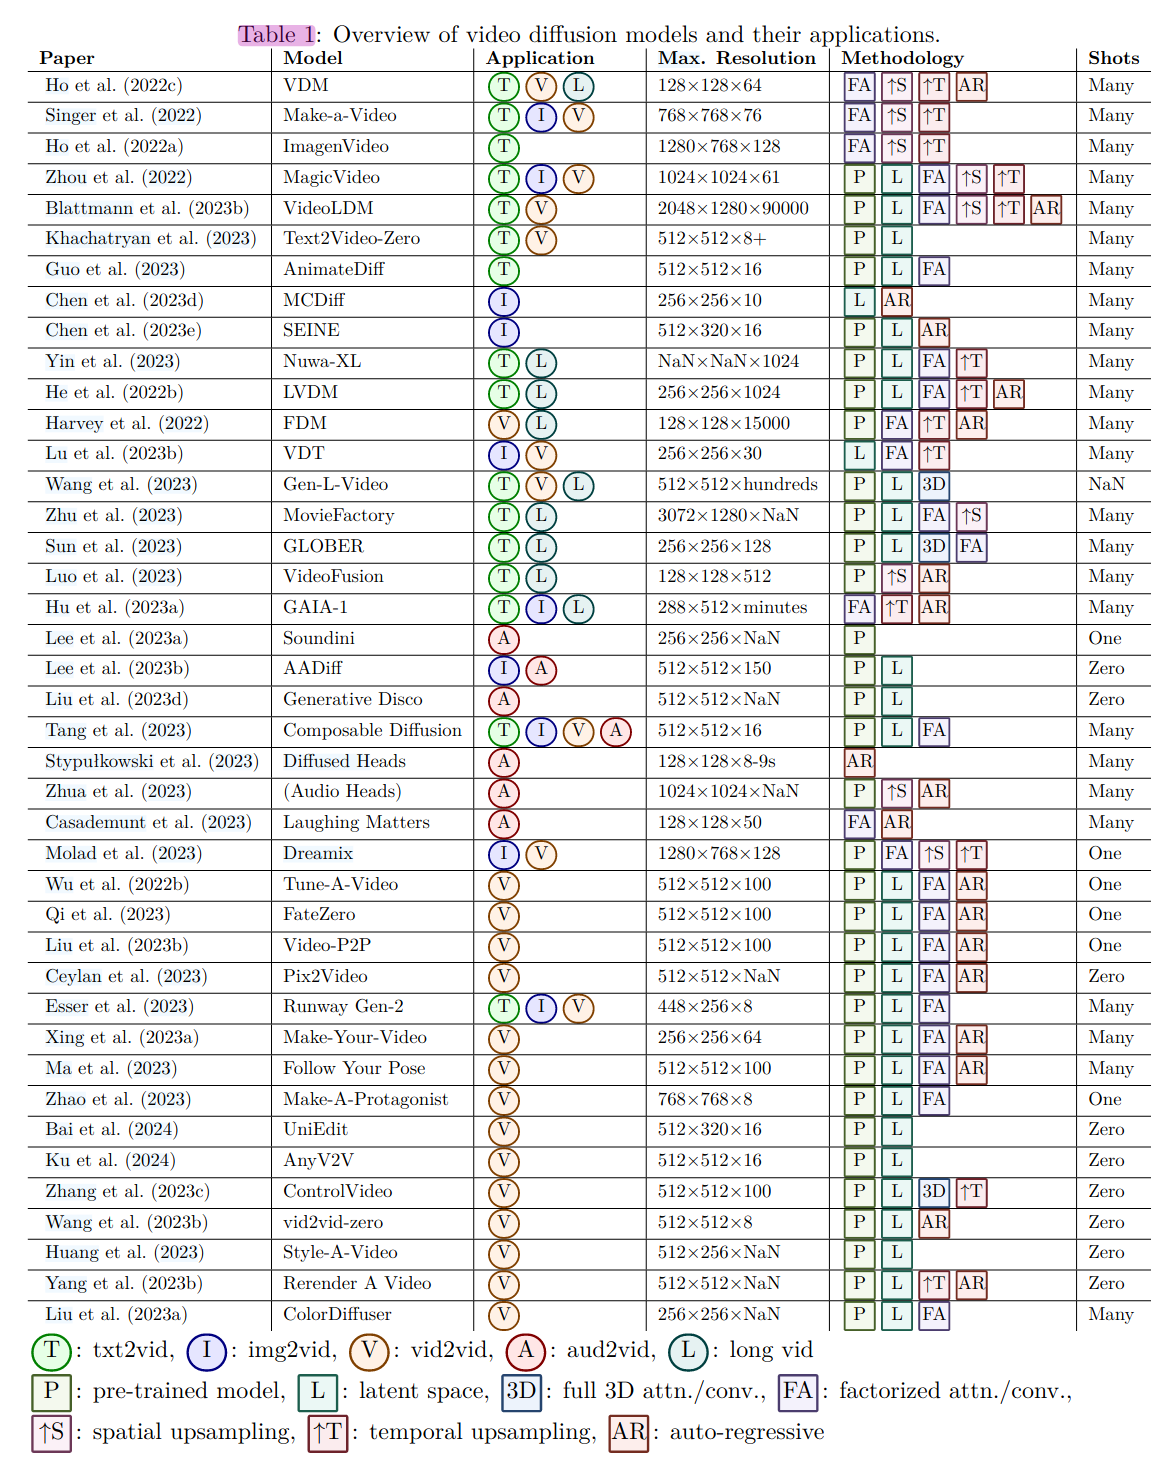 Table 1: Overview of video diffusion models and their applications.
Paper Model Application Max. Resolution Methodology Shots
Ho et al. (2022c) VDM T V L 128×128×64 FA ↑S ↑T AR Many
Singer et al. (2022) Make-a-Video T I V 768×768×76 FA ↑S ↑T Many
Ho et al. (2022a) ImagenVideo T 1280×768×128 FA ↑S ↑T Many
Zhou et al. (2022) MagicVideo T I V 1024×1024×61 P L FA ↑S ↑T Many
Blattmann et al. (2023b) VideoLDM T V 2048×1280×90000 P L FA ↑S ↑T AR Many
Khachatryan et al. (2023) Text2Video-Zero T V 512×512×8+ P L Many
Guo et al. (2023) AnimateDiff T 512×512×16 P L FA Many
Chen et al. (2023d) MCDiff I 256×256×10 L AR Many
Chen et al. (2023e) SEINE I 512×320×16 P L AR Many
Yin et al. (2023) Nuwa-XL T L NaN×NaN×1024 P L FA ↑T Many
He et al. (2022b) LVDM T L 256×256×1024 P L FA ↑T AR Many
Harvey et al. (2022) FDM V L 128×128×15000 P FA ↑T AR Many
Lu et al. (2023b) VDT I V 256×256×30 L FA ↑T Many
Wang et al. (2023) Gen-L-Video T V L 512×512×hundreds P L 3D NaN
Zhu et al. (2023) MovieFactory T L 3072×1280×NaN P L FA ↑S Many
Sun et al. (2023) GLOBER T L 256×256×128 P L 3D FA Many
Luo et al. (2023) VideoFusion T L 128×128×512 P ↑S AR Many
Hu et al. (2023a) GAIA-1 T I L 288×512×minutes FA ↑T AR Many
Lee et al. (2023a) Soundini A 256×256×NaN P One
Lee et al. (2023b) AADiff I A 512×512×150 P L Zero
Liu et al. (2023d) Generative Disco A 512×512×NaN P L Zero
Tang et al. (2023) Composable Diffusion T I V A 512×512×16 P L FA Many
Stypułkowski et al. (2023) Diffused Heads A 128×128×8-9s AR Many
Zhua et al. (2023) (Audio Heads) A 1024×1024×NaN P ↑S AR Many
Casademunt et al. (2023) Laughing Matters A 128×128×50 FA AR Many
Molad et al. (2023) Dreamix I V 1280×768×128 P FA ↑S ↑T One
Wu et al. (2022b) Tune-A-Video V 512×512×100 P L FA AR One
Qi et al. (2023) FateZero V 512×512×100 P L FA AR One
Liu et al. (2023b) Video-P2P V 512×512×100 P L FA AR One
Ceylan et al. (2023) Pix2Video V 512×512×NaN P L FA AR Zero
Esser et al. (2023) Runway Gen-2 T I V 448×256×8 P L FA Many
Xing et al. (2023a) Make-Your-Video V 256×256×64 P L FA AR Many
Ma et al. (2023) Follow Your Pose V 512×512×100 P L FA AR Many
Zhao et al. (2023) Make-A-Protagonist V 768×768×8 P L FA One
Bai et al. (2024) UniEdit V 512×320×16 P L Zero
Ku et al. (2024) AnyV2V V 512×512×16 P L Zero
Zhang et al. (2023c) ControlVideo V 512×512×100 P L 3D ↑T Zero
Wang et al. (2023b) vid2vid-zero V 512×512×8 P L AR Zero
Huang et al. (2023) Style-A-Video V 512×256×NaN P L Zero
Yang et al. (2023b) Rerender A Video V 512×512×NaN P L ↑T AR Zero
Liu et al. (2023a) ColorDiffuser V 256×256×NaN P L FA Many
T: txt2vid, I: img2vid, V: vid2vid, A: aud2vid, L: long vid
P: pre-trained model, L: latent space, 3D: full 3D attn./conv., FA: factorized attn./conv.,
↑S: spatial upsampling, ↑T: temporal upsampling, AR: auto-regressive